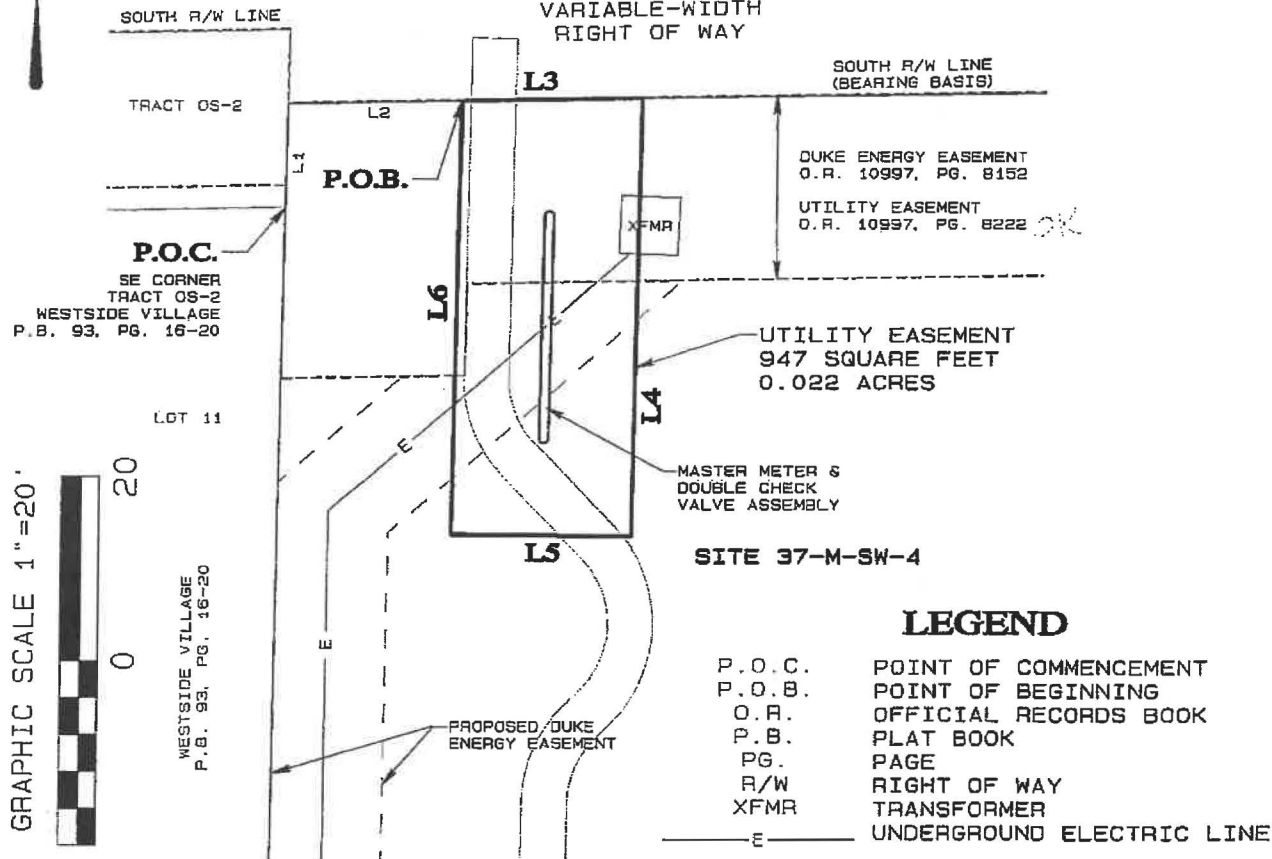 VARIABLE-WIDTH
RIGHT OF WAY
SOUTH R/W LINE
SOUTH R/W LINE
(BEARING BASIS)
L3
TRACT OS-2
L2
L1
P.O.B.
DUKE ENERGY EASEMENT
O.R. 10997, PG. 8152
UTILITY EASEMENT
O.R. 10997, PG. 8222 OK
XFMR
P.O.C.
SE CORNER
TRACT OS-2
WESTSIDE VILLAGE
P.B. 93, PG. 16-20
L6
E
UTILITY EASEMENT
947 SQUARE FEET
0.022 ACRES
L4
LOT 11
E
MASTER METER &
DOUBLE CHECK
VALVE ASSEMBLY
L5
SITE 37-M-SW-4
GRAPHIC SCALE 1"=20'
20
0
WESTSIDE VILLAGE
P.B. 93, PG. 16-20
E
PROPOSED DUKE
ENERGY EASEMENT
LEGEND
P.O.C. POINT OF COMMENCEMENT
P.O.B. POINT OF BEGINNING
O.R. OFFICIAL RECORDS BOOK
P.B. PLAT BOOK
PG. PAGE
R/W RIGHT OF WAY
XFMR TRANSFORMER
E UNDERGROUND ELECTRIC LINE